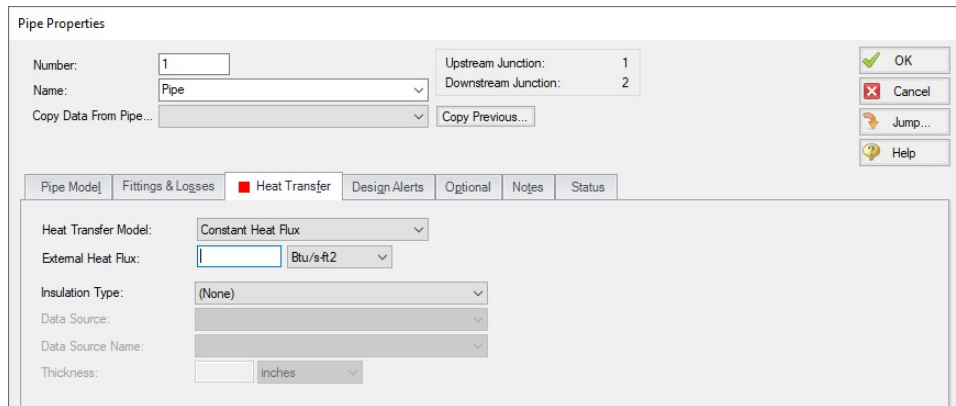 Pipe Properties
Number: 1
Name: Pipe
Copy Data From Pipe...
Copy Previous...
Upstream Junction: 1
Downstream Junction: 2
OK
Cancel
Jump...
Help
Pipe Model Fittings & Losses Heat Transfer Design Alerts Optional Notes Status
Heat Transfer Model: Constant Heat Flux
External Heat Flux: Btu/s-ft2
Insulation Type: (None)
Data Source:
Data Source Name:
Thickness: inches